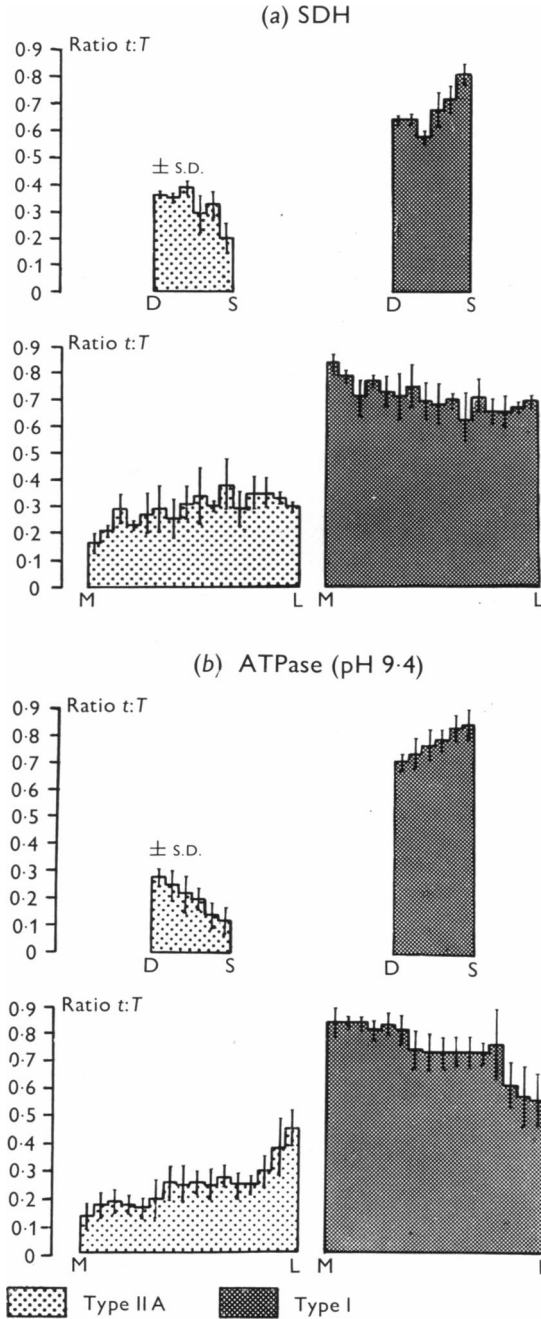 (a) SDH
Ratio t:T
0·9
0·8
0·7
0·6
0·5
0·4
0·3
0·2
0·1
0
± S.D.
D S
D S
Ratio t:T
0·9
0·8
0·7
0·6
0·5
0·4
0·3
0·2
0·1
0
M L
M L
(b) ATPase (pH 9·4)
Ratio t:T
0·9
0·8
0·7
0·6
0·5
0·4
0·3
0·2
0·1
0
± S.D.
D S
D S
Ratio t:T
0·9
0·8
0·7
0·6
0·5
0·4
0·3
0·2
0·1
0
M L
M
Type II A
Type I